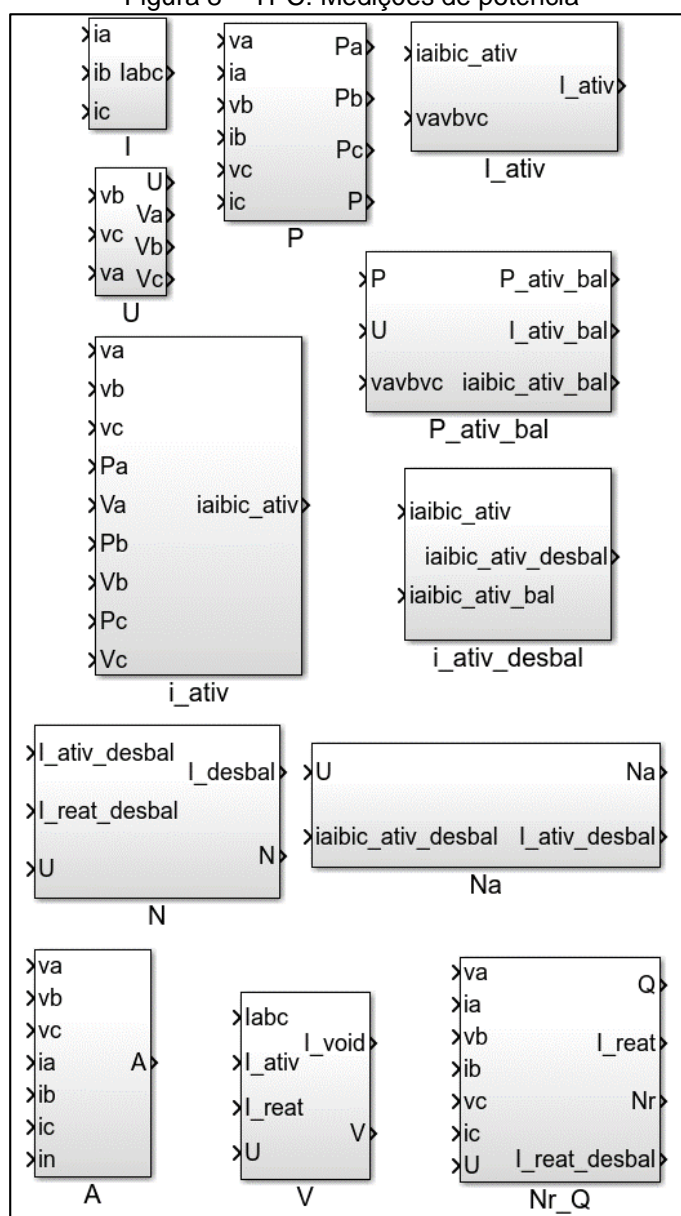 Figura 8 – TPC: Medições de potência
ia
ib
ic
Iabc
I
va
ia
vb
ib
vc
ic
Pa
Pb
Pc
P
P
iaibic_ativ
vavbvc
I_ativ
I_ativ
vb
vc
va
U
Va
Vb
Vc
U
P
U
vavbvc
P_ativ_bal
I_ativ_bal
iaibic_ativ_bal
P_ativ_bal
va
vb
vc
Pa
Va
Pb
Vb
Pc
Vc
iaibic_ativ
i_ativ
iaibic_ativ
iaibic_ativ_bal
iaibic_ativ_desbal
i_ativ_desbal
I_ativ_desbal
I_reat_desbal
U
I_desbal
N
N
U
iaibic_ativ_desbal
Na
I_ativ_desbal
Na
va
vb
vc
ia
ib
ic
in
A
A
Iabc
I_ativ
I_reat
U
I_void
V
V
va
ia
vb
ib
vc
ic
U
Q
I_reat
Nr
I_reat_desbal
Nr_Q